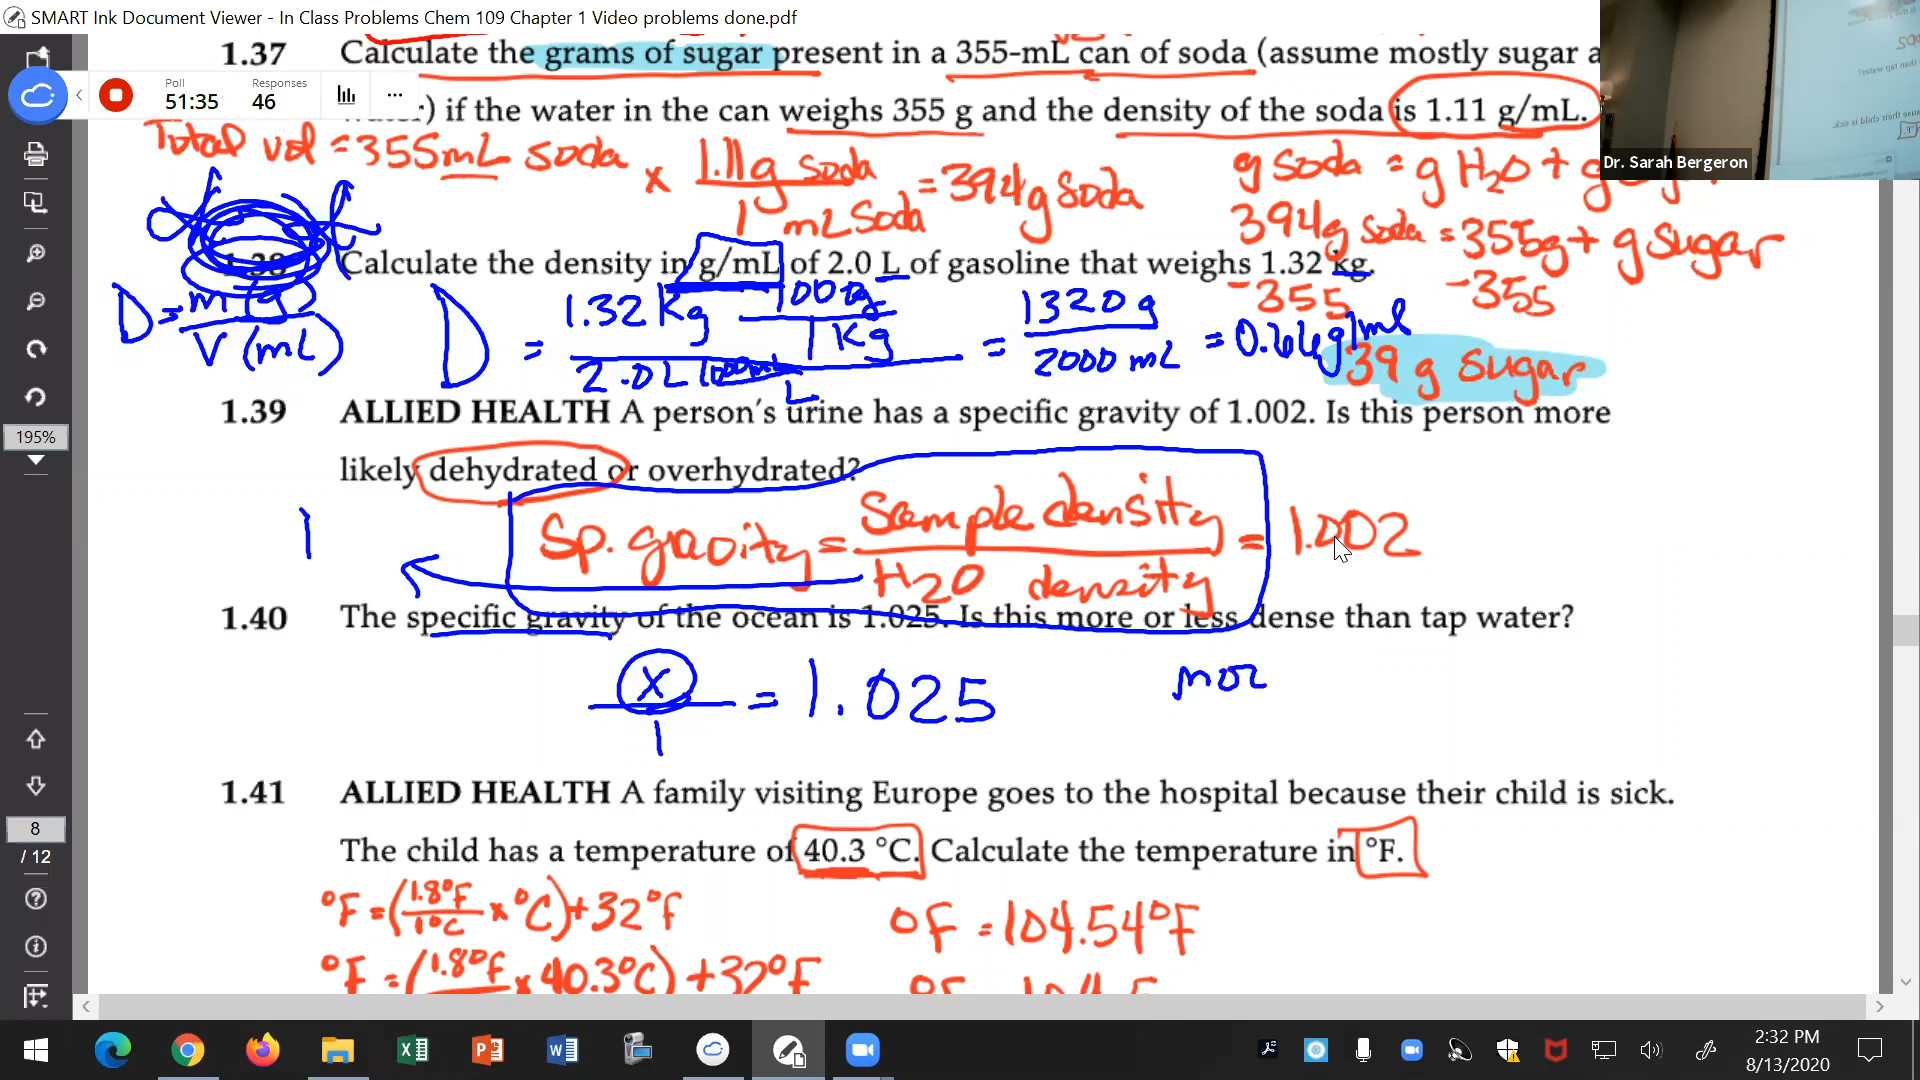 SMART Ink Document Viewer - In Class Problems Chem 109 Chapter 1 Video problems done.pdf
1.37 Calculate the grams of sugar present in a 355-mL can of soda (assume mostly sugar a
Poll
51:35
Responses
46
...
r) if the water in the can weighs 355 g and the density of the soda is 1.11 g/mL.
Dr. Sarah Bergeron
Total vol = 355mL soda x 1.11g soda / 1 mL soda = 394g soda
g soda = g H2O + g
394g soda = 355g + g sugar
-355 -355
39 g sugar
1.38 Calculate the density in g/mL of 2.0 L of gasoline that weighs 1.32 kg.
D = m (g) / V (mL)
D = 1.32 Kg 1000g / 1 Kg
2.0 L 1000mL / L
= 1320 g / 2000 mL = 0.66g/ml
1.39 ALLIED HEALTH A person's urine has a specific gravity of 1.002. Is this person more
likely dehydrated or overhydrated?
1
Sp. gravity = Sample density / H2O density = 1.002
1.40 The specific gravity of the ocean is 1.025. Is this more or less dense than tap water?
x / 1 = 1.025
1.41 ALLIED HEALTH A family visiting Europe goes to the hospital because their child is sick.
The child has a temperature of 40.3 °C. Calculate the temperature in °F.
°F = (1.8°F / 1°C x °C) + 32°F
°F = 104.54°F
°F = (1.8°F x 40.3°C) + 32°F
195%
8
/ 12
2:32 PM
8/13/2020